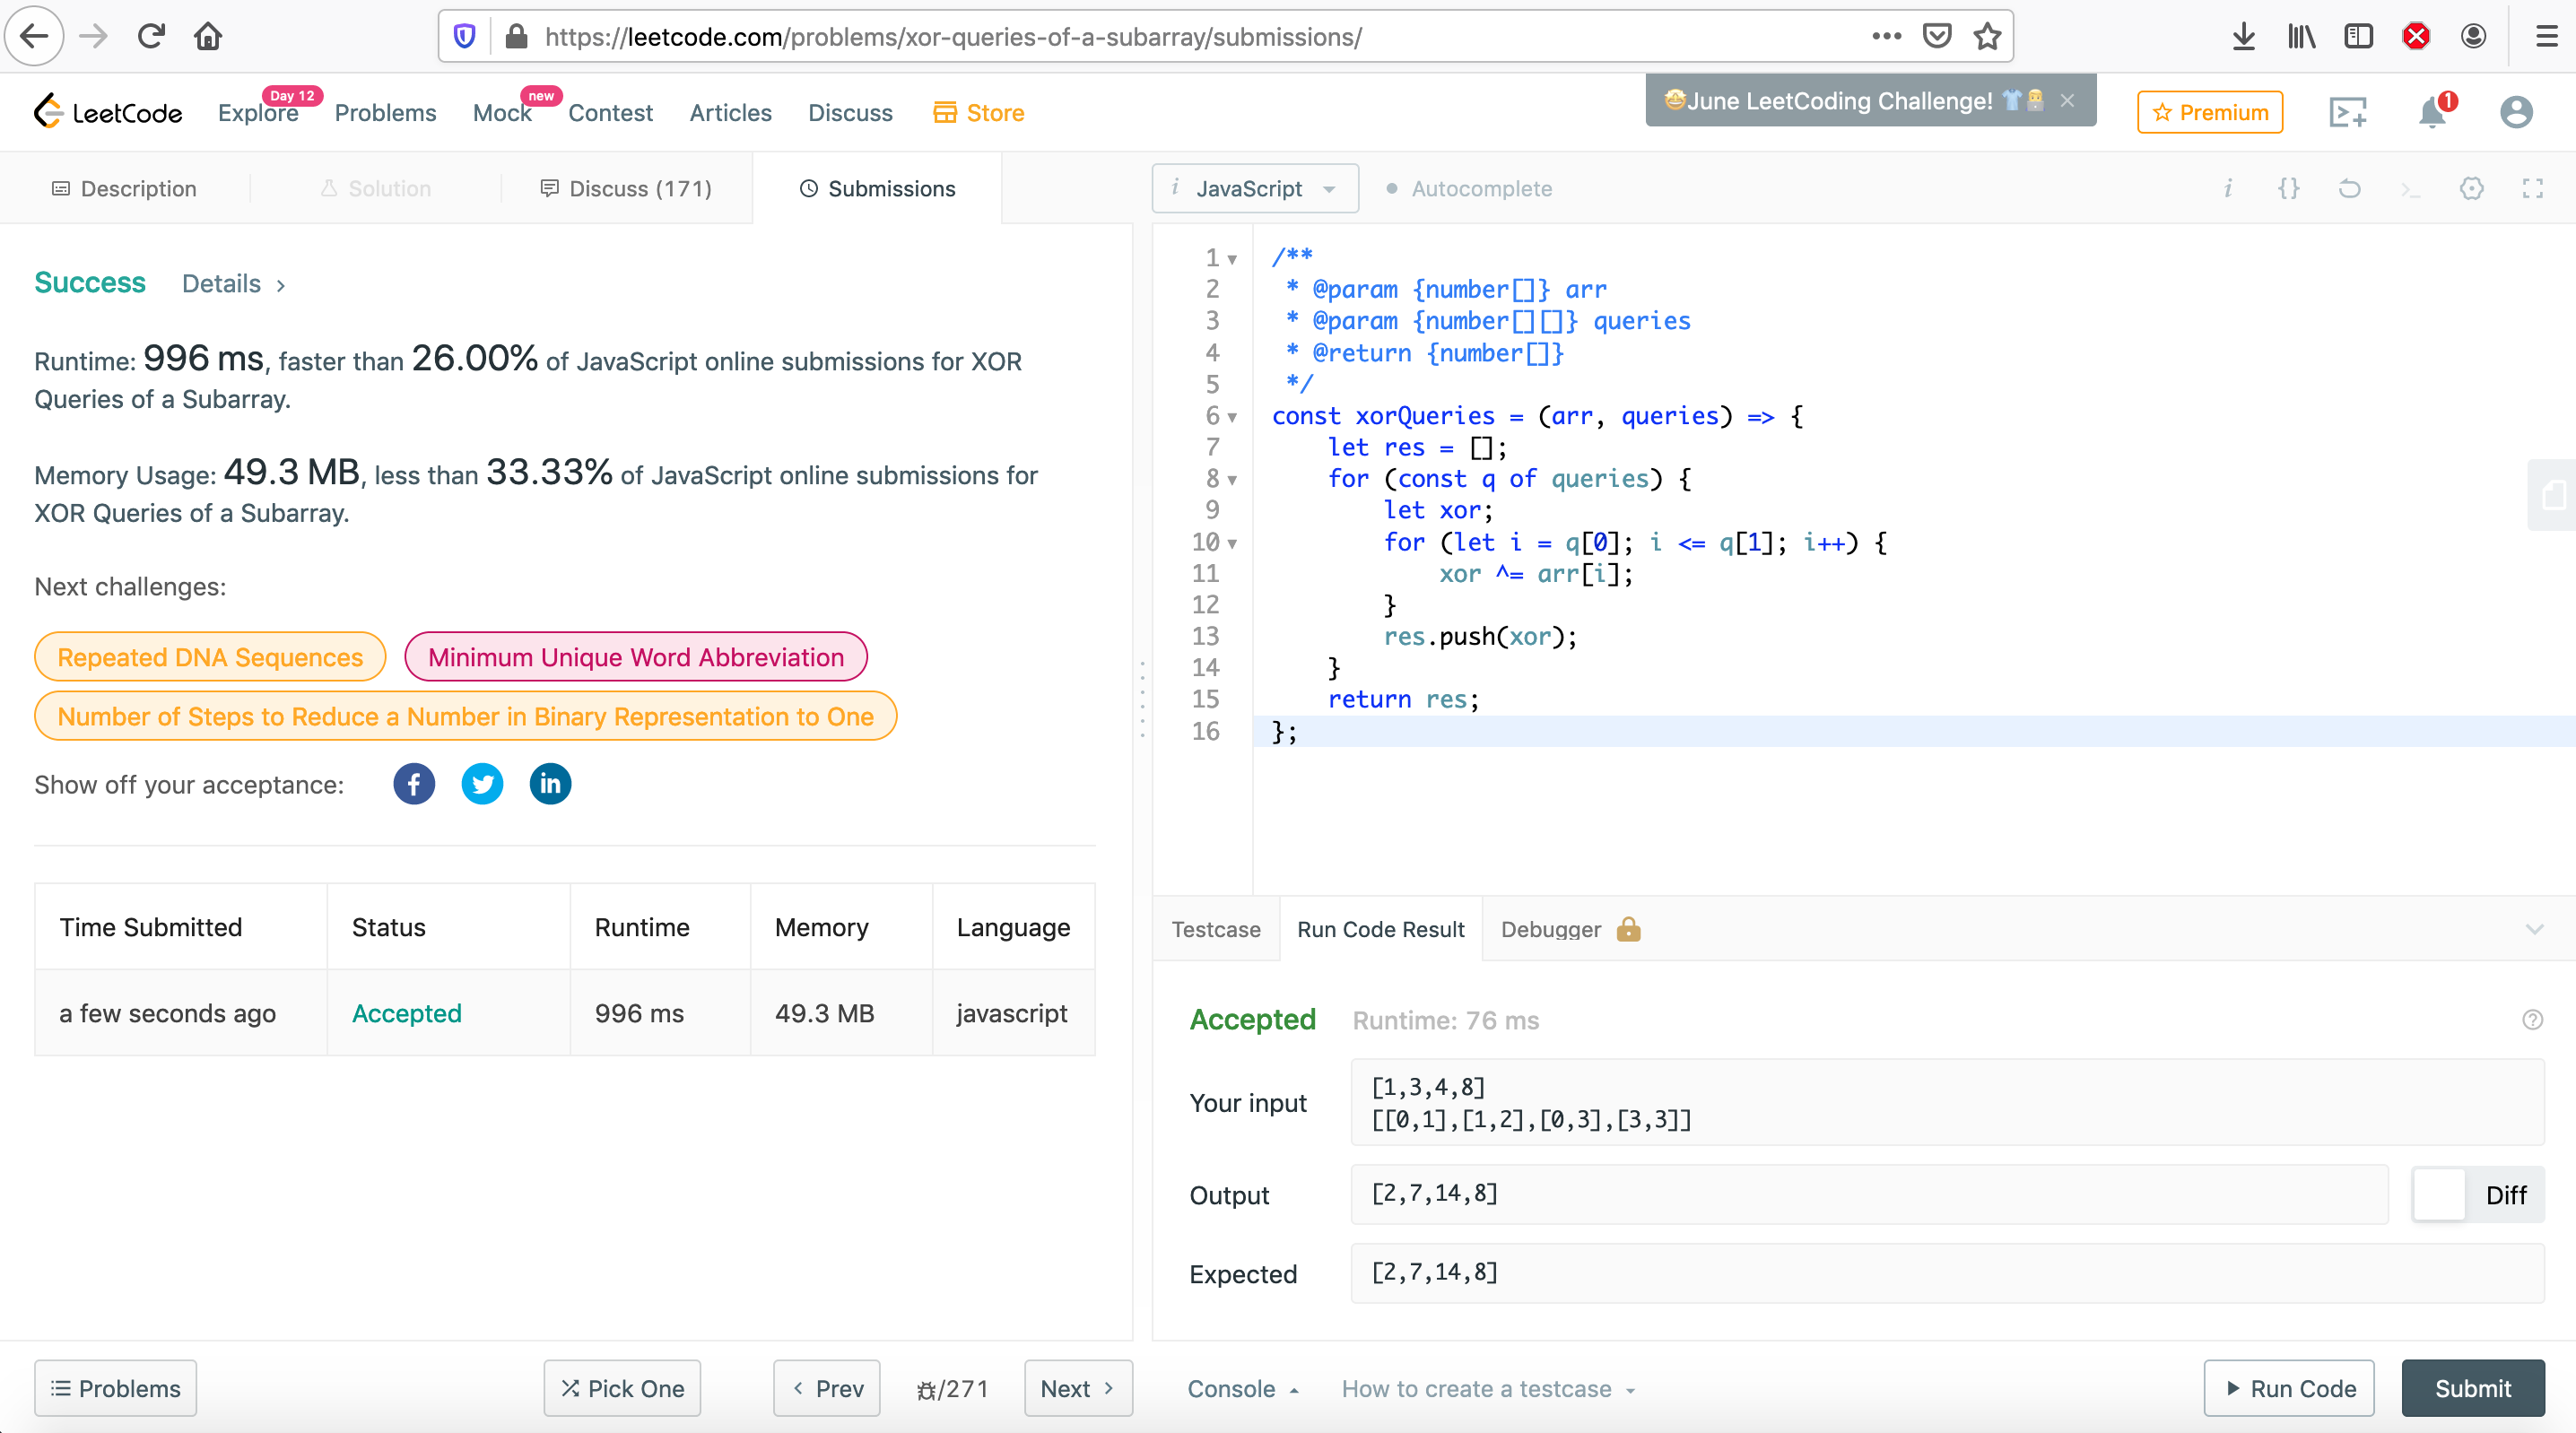 https://leetcode.com/problems/xor-queries-of-a-subarray/submissions/
LeetCode
Explore
Day 12
Problems
Mock
new
Contest
Articles
Discuss
Store
🤩June LeetCoding Challenge! 👕
Premium
1
Description
Solution
Discuss (171)
Submissions
i JavaScript
Autocomplete
i {} >_
Success Details >
Runtime: 996 ms, faster than 26.00% of JavaScript online submissions for XOR
Queries of a Subarray.
Memory Usage: 49.3 MB, less than 33.33% of JavaScript online submissions for
XOR Queries of a Subarray.
Next challenges:
Repeated DNA Sequences
Minimum Unique Word Abbreviation
Number of Steps to Reduce a Number in Binary Representation to One
Show off your acceptance: f in
Time Submitted Status Runtime Memory Language
a few seconds ago Accepted 996 ms 49.3 MB javascript
Problems
Pick One
< Prev
/271
Next >
1 /**
2  * @param {number[]} arr
3  * @param {number[][]} queries
4  * @return {number[]}
5  */
6 const xorQueries = (arr, queries) => {
7     let res = [];
8     for (const q of queries) {
9         let xor;
10         for (let i = q[0]; i <= q[1]; i++) {
11             xor ^= arr[i];
12         }
13         res.push(xor);
14     }
15     return res;
16 };
Testcase
Run Code Result
Debugger
Accepted Runtime: 76 ms
Your input
[1,3,4,8]
[[0,1],[1,2],[0,3],[3,3]]
Output
[2,7,14,8]
Diff
Expected
[2,7,14,8]
Console
How to create a testcase
Run Code
Submit